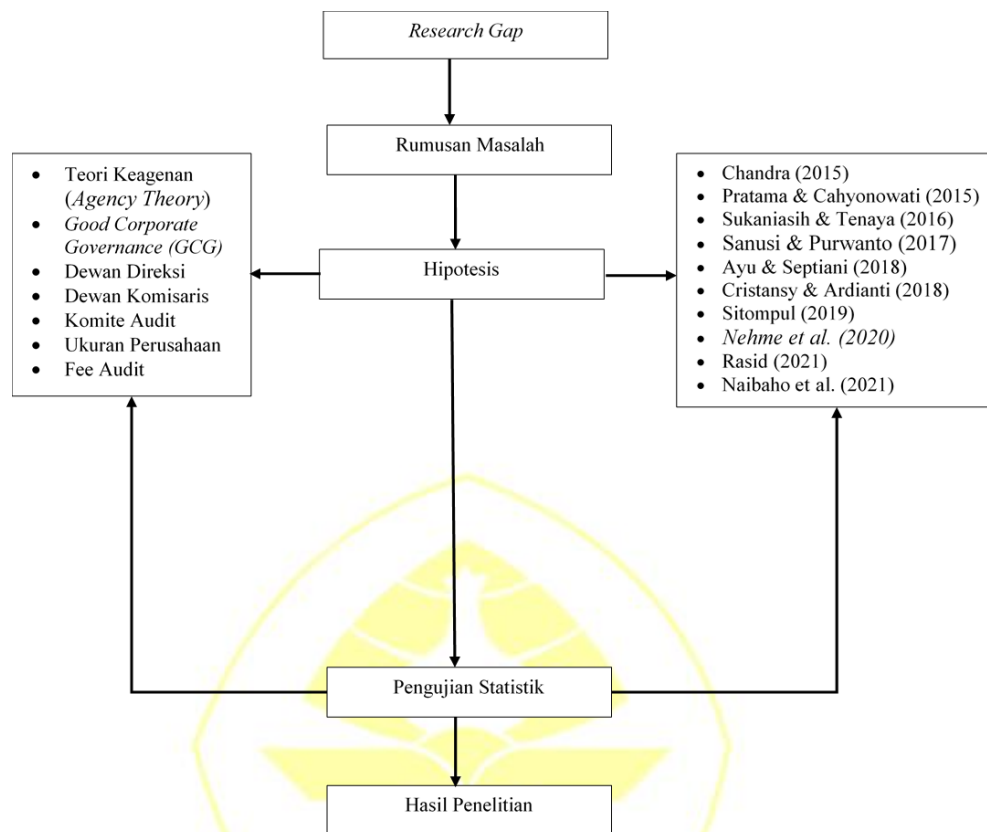 Research Gap
Rumusan Masalah
• Teori Keagenan
(Agency Theory)
• Good Corporate
Governance (GCG)
• Dewan Direksi
• Dewan Komisaris
• Komite Audit
• Ukuran Perusahaan
• Fee Audit
Hipotesis
• Chandra (2015)
• Pratama & Cahyonowati (2015)
• Sukaniasih & Tenaya (2016)
• Sanusi & Purwanto (2017)
• Ayu & Septiani (2018)
• Cristansy & Ardianti (2018)
• Sitompul (2019)
• Nehme et al. (2020)
• Rasid (2021)
• Naibaho et al. (2021)
Pengujian Statistik
Hasil Penelitian